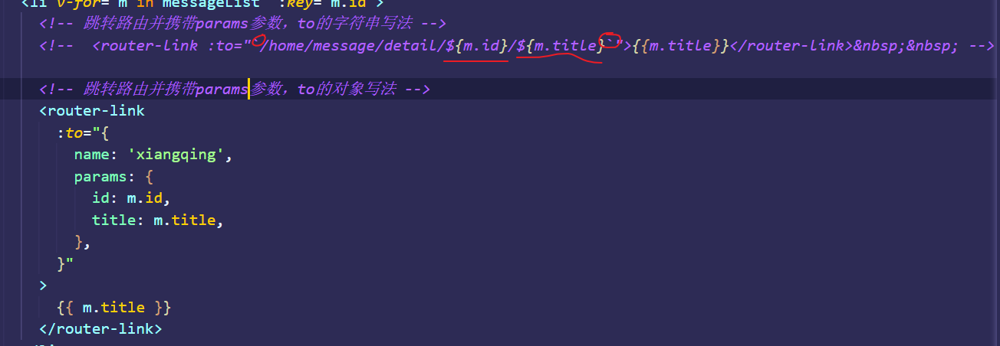 <li v-for="m in messageList" :key="m.id">
<!-- 跳转路由并携带params参数，to的字符串写法 -->
<!--  <router-link :to="`/home/message/detail/${m.id}/${m.title}`">{{m.title}}</router-link>&nbsp;&nbsp; -->
<!-- 跳转路由并携带params参数，to的对象写法 -->
<router-link
:to="{
name: 'xiangqing',
params: {
id: m.id,
title: m.title,
},
}"
>
{{ m.title }}
</router-link>